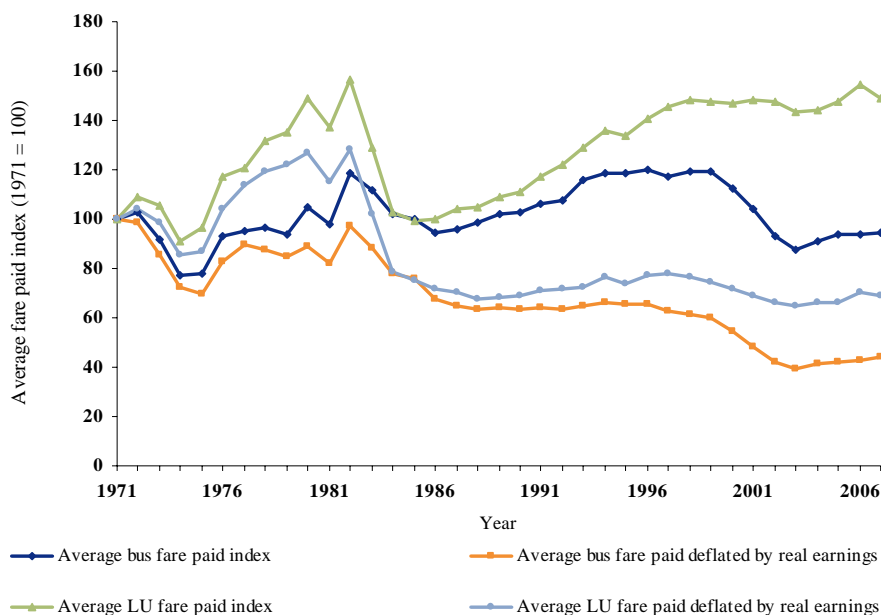 180
160
140
120
100
80
60
40
20
0
Average fare paid index (1971 = 100)
1971 1976 1981 1986 1991 1996 2001 2006
Year
Average bus fare paid index
Average bus fare paid deflated by real earnings
Average LU fare paid index
Average LU fare paid deflated by real earnings